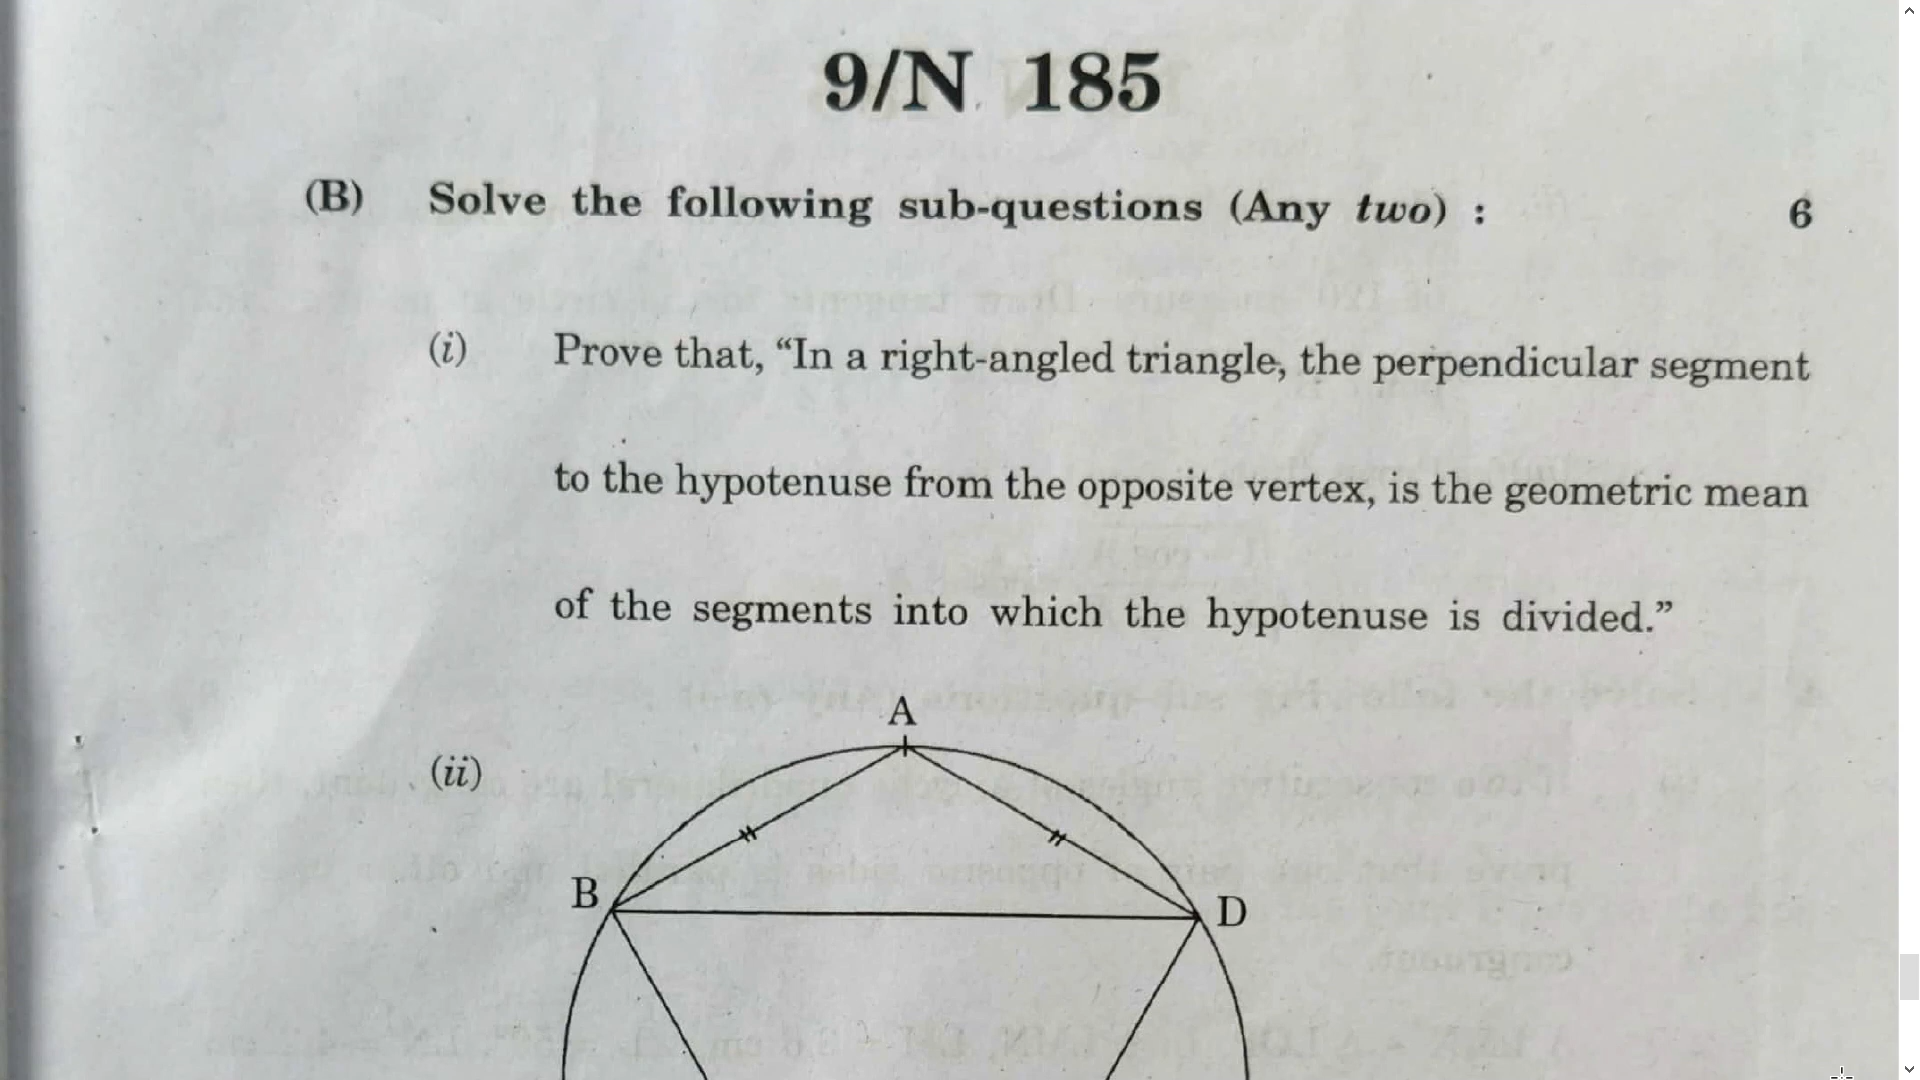 9/N 185
(B) Solve the following sub-questions (Any two) : 6
(i) Prove that, “In a right-angled triangle, the perpendicular segment
to the hypotenuse from the opposite vertex, is the geometric mean
of the segments into which the hypotenuse is divided.”
(ii)
A
B
D